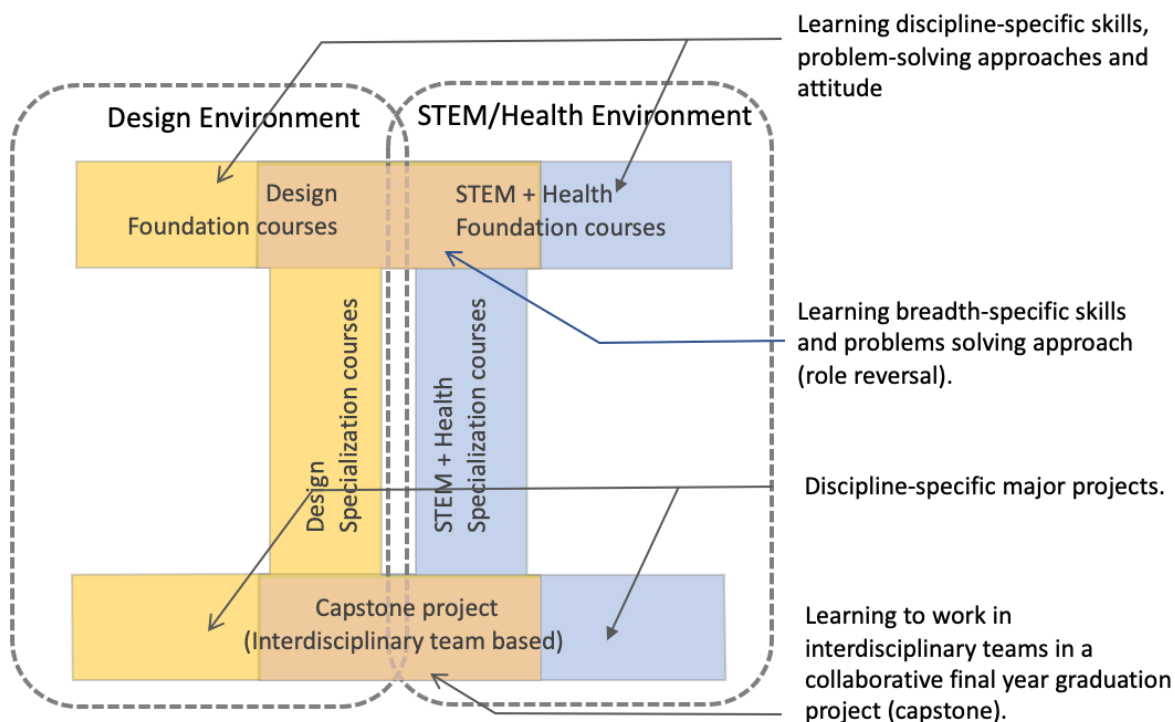 Learning discipline-specific skills,
problem-solving approaches and
attitude
Design Environment
STEM/Health Environment
Design
Foundation courses
STEM + Health
Foundation courses
Learning breadth-specific skills
and problems solving approach
(role reversal).
Design
Specialization courses
STEM + Health
Specialization courses
Discipline-specific major projects.
Capstone project
(Interdisciplinary team based)
Learning to work in
interdisciplinary teams in a
collaborative final year graduation
project (capstone).